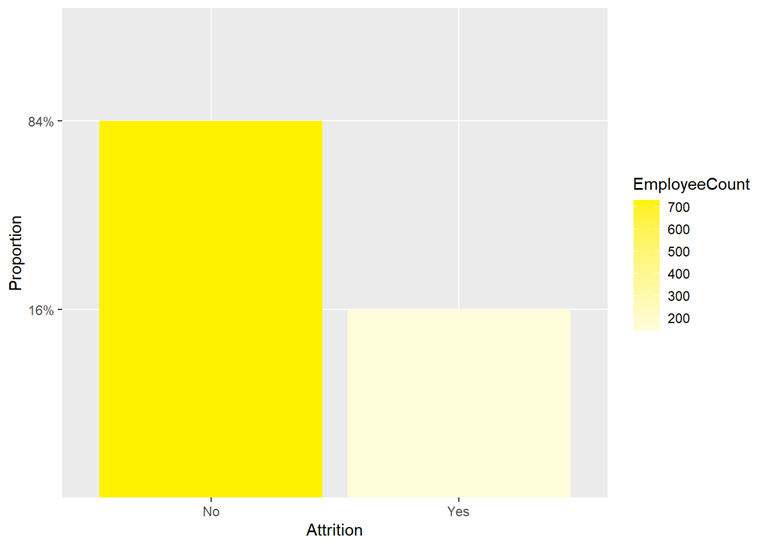 84%
16%
Proportion
No
Yes
Attrition
EmployeeCount
700
600
500
400
300
200